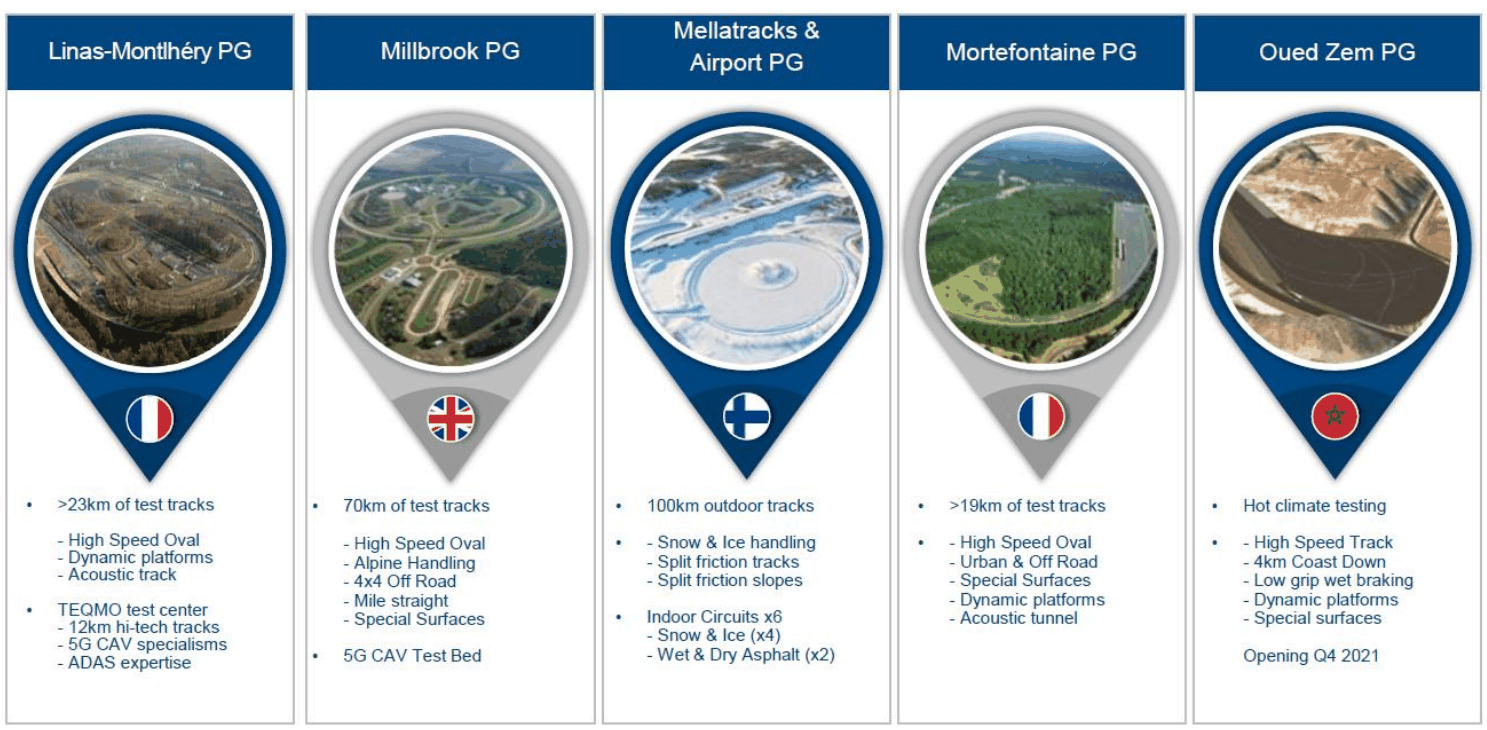 Linas-Montlhéry PG
>23km of test tracks
- High Speed Oval
- Dynamic platforms
- Acoustic track
TEQMO test center
- 12km hi-tech tracks
- 5G CAV specialisms
- ADAS expertise
Millbrook PG
70km of test tracks
- High Speed Oval
- Alpine Handling
- 4x4 Off Road
- Mile straight
- Special Surfaces
5G CAV Test Bed
Mellatracks &
Airport PG
100km outdoor tracks
- Snow & Ice handling
- Split friction tracks
- Split friction slopes
Indoor Circuits x6
- Snow & Ice (x4)
- Wet & Dry Asphalt (x2)
Mortefontaine PG
>19km of test tracks
- High Speed Oval
- Urban & Off Road
- Special Surfaces
- Dynamic platforms
- Acoustic tunnel
Oued Zem PG
Hot climate testing
- High Speed Track
- 4km Coast Down
- Low grip wet braking
- Dynamic platforms
- Special surfaces
Opening Q4 2021